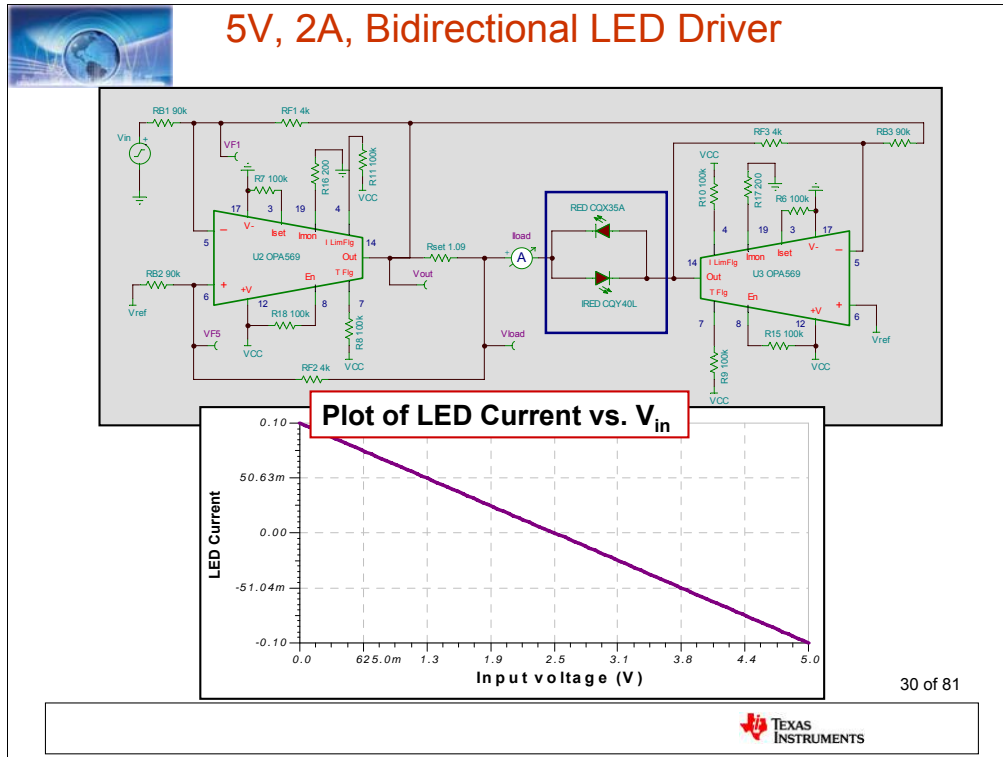 5V, 2A, Bidirectional LED Driver
RB1 90k
RF1 4k
Vin
+
VF1
R7 100k
R16 200
R11 100k
VCC
17
3
19
4
V-
Iset
Imon
I LimFlg
14
5
−
U2 OPA569
Out
RB2 90k
Vref
6
+
+V
En
T Flg
12
8
7
R18 100k
VCC
R8 100k
VCC
VF5
RF2 4k
Rset 1.09
Vout
Vload
Iload
+
A
RED CQX35A
IRED CQY40L
RF3 4k
RB3 90k
VCC
R10 100k
R17 200
R6 100k
4
19
3
17
V-
Iset
Imon
I LimFlg
14
Out
U3 OPA569
−
5
T Flg
En
+V
+
6
Vref
7
8
12
R15 100k
VCC
R9 100k
VCC
Plot of LED Current vs. Vin
LED Current
0.10
50.63m
0.00
-51.04m
-0.10
0.0 625.0m 1.3 1.9 2.5 3.1 3.8 4.4 5.0
Input voltage (V)
30 of 81
TEXAS
INSTRUMENTS